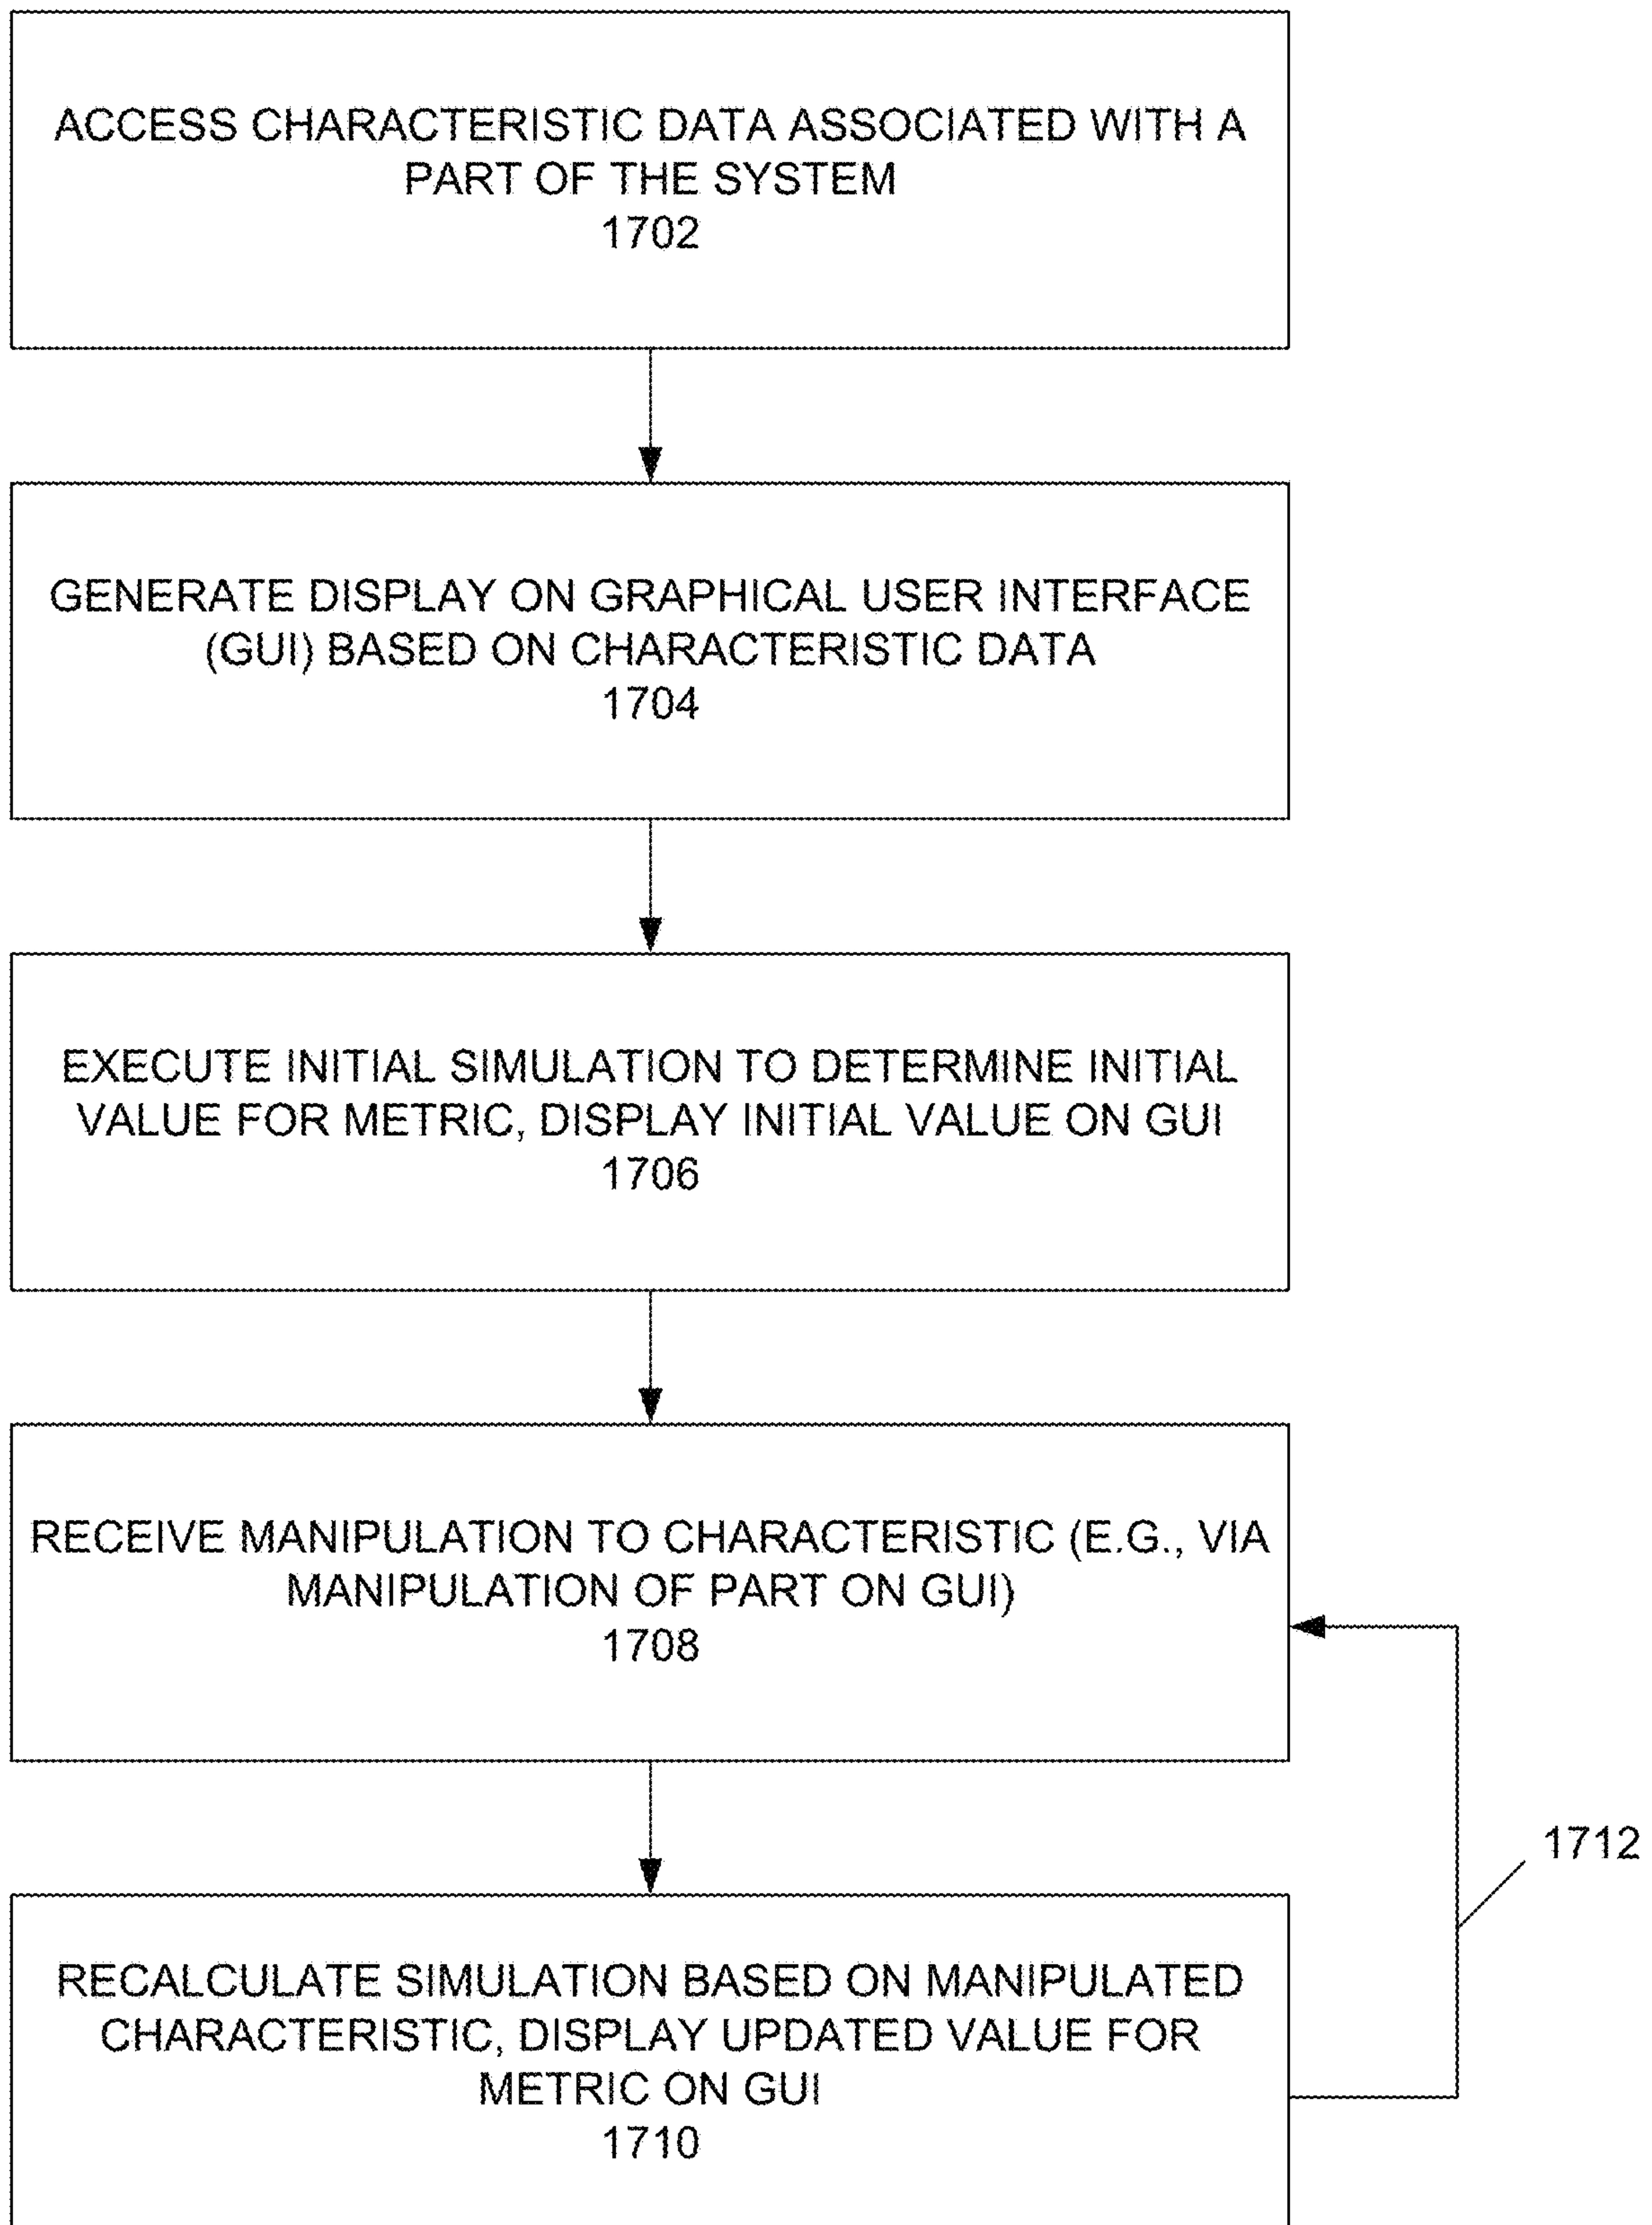 ACCESS CHARACTERISTIC DATA ASSOCIATED WITH A
PART OF THE SYSTEM
1702
GENERATE DISPLAY ON GRAPHICAL USER INTERFACE
(GUI) BASED ON CHARACTERISTIC DATA
1704
EXECUTE INITIAL SIMULATION TO DETERMINE INITIAL
VALUE FOR METRIC, DISPLAY INITIAL VALUE ON GUI
1706
RECEIVE MANIPULATION TO CHARACTERISTIC (E.G., VIA
MANIPULATION OF PART ON GUI)
1708
1712
RECALCULATE SIMULATION BASED ON MANIPULATED
CHARACTERISTIC, DISPLAY UPDATED VALUE FOR
METRIC ON GUI
1710